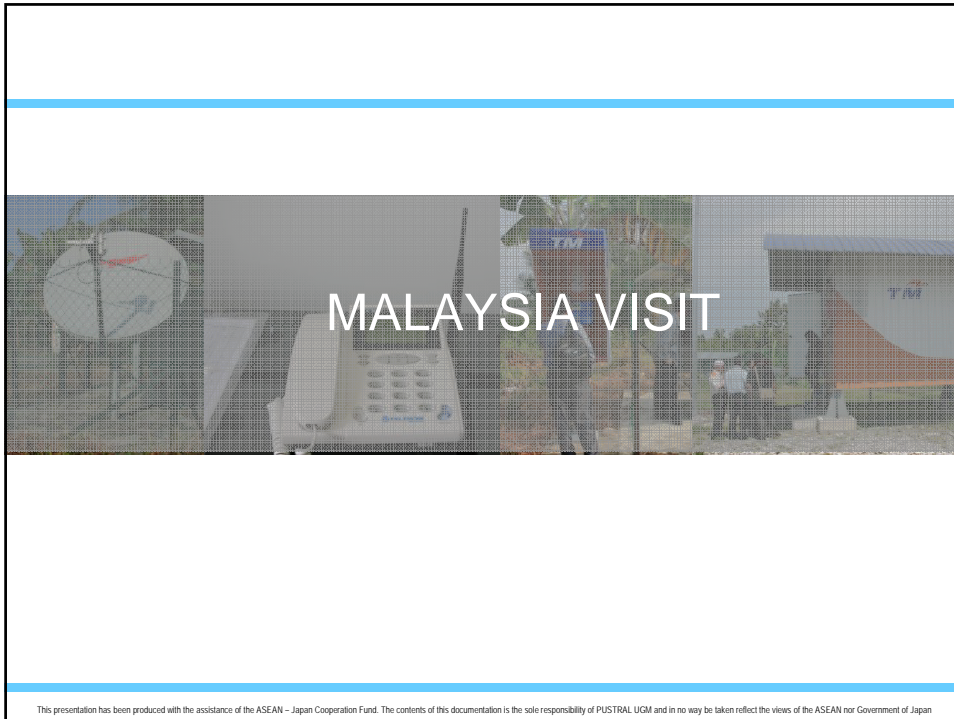 TM
TM
MALAYSIA VISIT
This presentation has been produced with the assistance of the ASEAN – Japan Cooperation Fund. The contents of this documentation is the sole responsibility of PUSTRAL UGM and in no way be taken reflect the views of the ASEAN nor Government of Japan